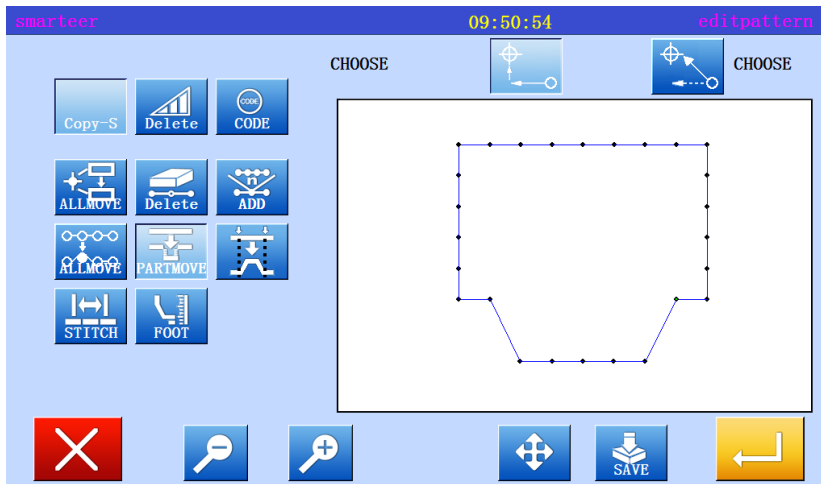 smarteer 09:50:54 editpattern
CHOOSE CHOOSE
Copy-S Delete CODE CODE
ALLMOVE Delete n ADD
ALLMOVE PARTMOVE
STITCH FOOT
SAVE